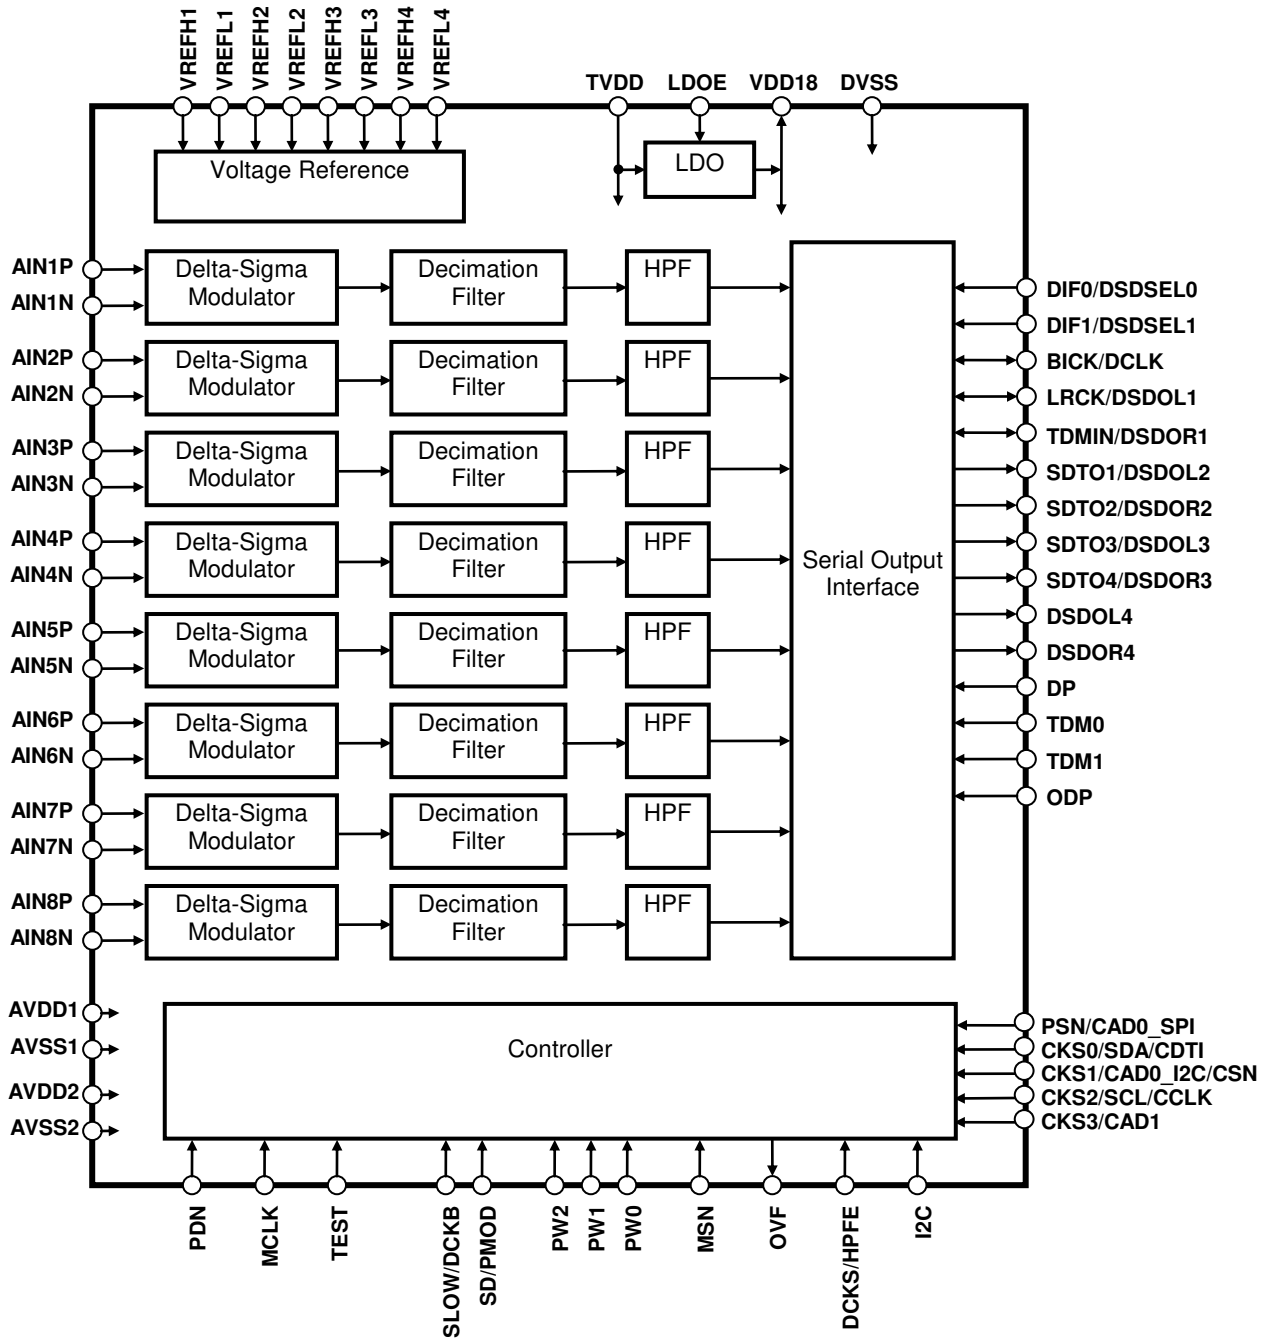 VREFH1
VREFL1
VREFH2
VREFL2
VREFH3
VREFL3
VREFH4
VREFL4
TVDD
LDOE
VDD18
DVSS
Voltage Reference
LDO
AIN1P
AIN1N
Delta-Sigma
Modulator
Decimation
Filter
HPF
AIN2P
AIN2N
Delta-Sigma
Modulator
Decimation
Filter
HPF
AIN3P
AIN3N
Delta-Sigma
Modulator
Decimation
Filter
HPF
AIN4P
AIN4N
Delta-Sigma
Modulator
Decimation
Filter
HPF
AIN5P
AIN5N
Delta-Sigma
Modulator
Decimation
Filter
HPF
AIN6P
AIN6N
Delta-Sigma
Modulator
Decimation
Filter
HPF
AIN7P
AIN7N
Delta-Sigma
Modulator
Decimation
Filter
HPF
AIN8P
AIN8N
Delta-Sigma
Modulator
Decimation
Filter
HPF
Serial Output
Interface
DIF0/DSDSEL0
DIF1/DSDSEL1
BICK/DCLK
LRCK/DSDOL1
TDMIN/DSDOR1
SDTO1/DSDOL2
SDTO2/DSDOR2
SDTO3/DSDOL3
SDTO4/DSDOR3
DSDOL4
DSDOR4
DP
TDM0
TDM1
ODP
AVDD1
AVSS1
AVDD2
AVSS2
Controller
PSN/CAD0_SPI
CKS0/SDA/CDTI
CKS1/CAD0_I2C/CSN
CKS2/SCL/CCLK
CKS3/CAD1
PDN
MCLK
TEST
SLOW/DCKB
SD/PMOD
PW2
PW1
PW0
MSN
OVF
DCKS/HPFE
I2C